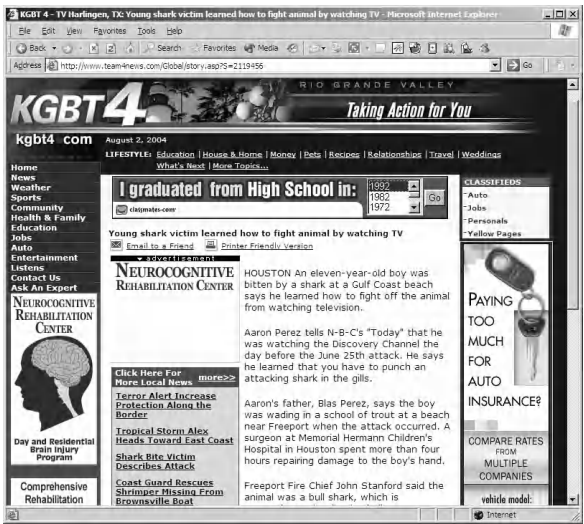 KGBT 4 - TV Harlingen, TX: Young shark victim learned how to fight animal by watching TV - Microsoft Internet Explorer
File Edit View Favorites Tools Help
Back Search Favorites Media
Address http://www.team4news.com/Global/story.asp?S=2119456 Go
RIO GRANDE VALLEY
KGBT4
Taking Action for You
kgbt4 com
August 2, 2004
LIFESTYLE: Education | House & Home | Money | Pets | Recipes | Relationships | Travel | Weddings
What's Next | More Topics...
Home
News
Weather
Sports
Community
Health & Family
Education
Jobs
Auto
Entertainment
Listens
Contact Us
Ask An Expert
I graduated from High School in:
classmates.com
1992
1982
1972
Go
CLASSIFIEDS
-Auto
-Jobs
-Personals
-Yellow Pages
Young shark victim learned how to fight animal by watching TV
Email to a Friend Printer Friendly Version
advertisement
NEUROCOGNITIVE
REHABILITATION CENTER
HOUSTON An eleven-year-old boy was
bitten by a shark at a Gulf Coast beach
says he learned how to fight off the animal
from watching television.
Aaron Perez tells N-B-C's "Today" that he
was watching the Discovery Channel the
day before the June 25th attack. He says
he learned that you have to punch an
attacking shark in the gills.
Aaron's father, Blas Perez, says the boy
was wading in a school of trout at a beach
near Freeport when the attack occurred. A
surgeon at Memorial Hermann Children's
Hospital in Houston spent more than four
hours repairing damage to the boy's hand.
Freeport Fire Chief John Stanford said the
animal was a bull shark, which is
Click Here For
More Local News more>>
Terror Alert Increase
Protection Along the
Border
Tropical Storm Alex
Heads Toward East Coast
Shark Bite Victim
Describes Attack
Coast Guard Rescues
Shrimper Missing From
Brownsville Boat
NEUROCOGNITIVE
REHABILITATION
CENTER
Day and Residential
Brain Injury
Program
Comprehensive
Rehabilitation
PAYING
TOO
MUCH
FOR
AUTO
INSURANCE?
COMPARE RATES
FROM
MULTIPLE
COMPANIES
vehicle model:
Internet